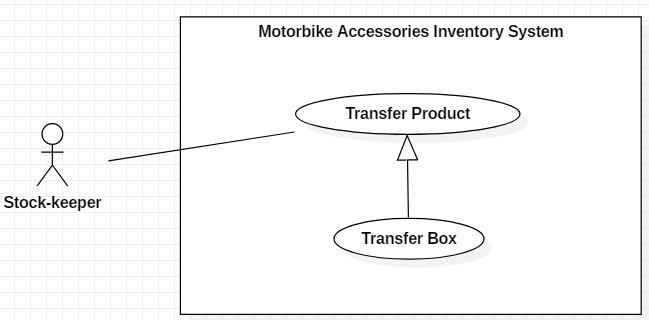 Motorbike Accessories Inventory System
Transfer Product
Stock-keeper
Transfer Box